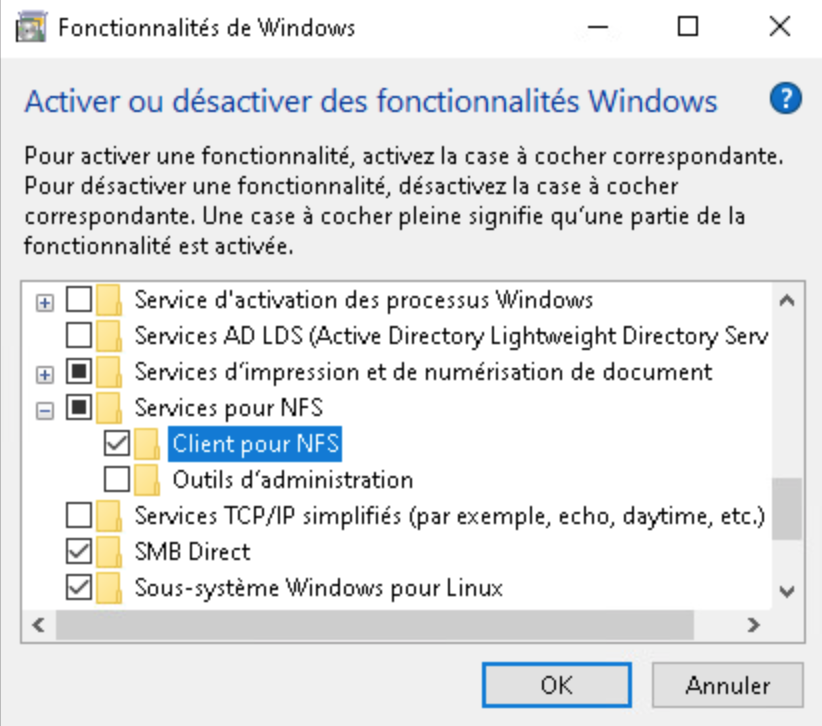 Fonctionnalités de Windows
Activer ou désactiver des fonctionnalités Windows
?
Pour activer une fonctionnalité, activez la case à cocher correspondante.
Pour désactiver une fonctionnalité, désactivez la case à cocher
correspondante. Une case à cocher pleine signifie qu'une partie de la
fonctionnalité est activée.
Service d'activation des processus Windows
Services AD LDS (Active Directory Lightweight Directory Serv
Services d'impression et de numérisation de document
Services pour NFS
Client pour NFS
Outils d'administration
Services TCP/IP simplifiés (par exemple, echo, daytime, etc.)
SMB Direct
Sous-système Windows pour Linux
OK
Annuler